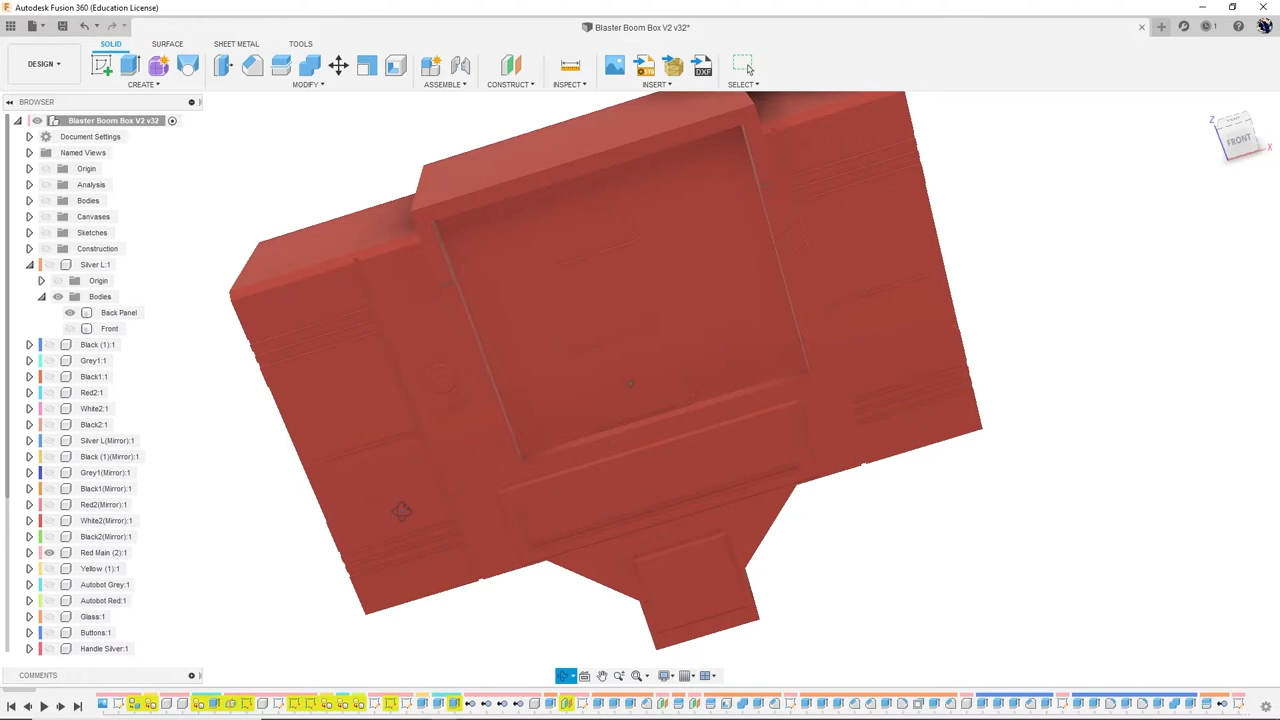 Autodesk Fusion 360 (Education License)
Blaster Boom Box V2 v32*
1
SOLID
SURFACE
SHEET METAL
TOOLS
DESIGN
CREATE
MODIFY
ASSEMBLE
CONSTRUCT
INSPECT
INSERT
SELECT
DXF
BROWSER
Blaster Boom Box V2 v32
Document Settings
Named Views
Origin
Analysis
Bodies
Canvases
Sketches
Construction
Silver L:1
Origin
Bodies
Back Panel
Front
Black (1):1
Grey1:1
Black1:1
Red2:1
White2:1
Black2:1
Silver L(Mirror):1
Black (1)(Mirror):1
Grey1(Mirror):1
Black1(Mirror):1
Red2(Mirror):1
White2(Mirror):1
Black2(Mirror):1
Red Main (2):1
Yellow (1):1
Autobot Grey:1
Autobot Red:1
Glass:1
Buttons:1
Handle Silver:1
COMMENTS
Z
FRONT
X